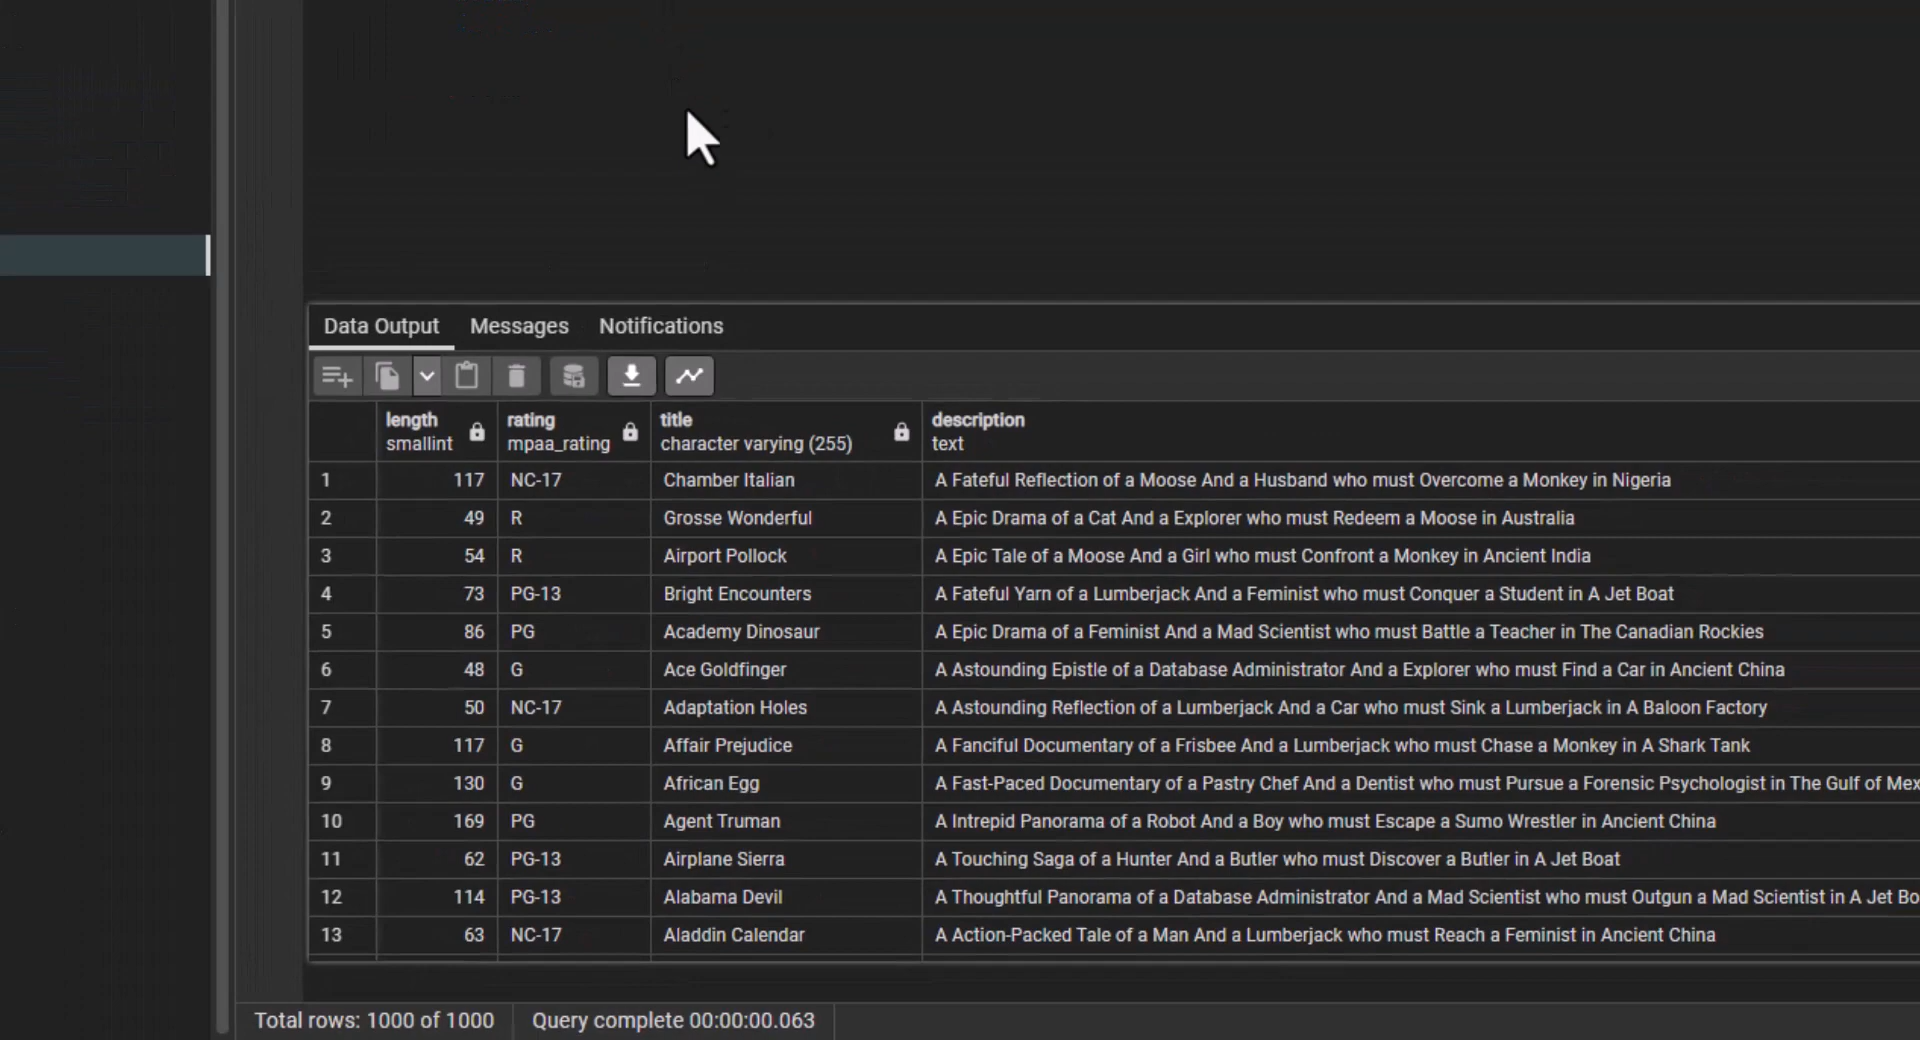 Data Output Messages Notifications
length rating title description
smallint mpaa_rating character varying (255) text
1 117 NC-17 Chamber Italian A Fateful Reflection of a Moose And a Husband who must Overcome a Monkey in Nigeria
2 49 R Grosse Wonderful A Epic Drama of a Cat And a Explorer who must Redeem a Moose in Australia
3 54 R Airport Pollock A Epic Tale of a Moose And a Girl who must Confront a Monkey in Ancient India
4 73 PG-13 Bright Encounters A Fateful Yarn of a Lumberjack And a Feminist who must Conquer a Student in A Jet Boat
5 86 PG Academy Dinosaur A Epic Drama of a Feminist And a Mad Scientist who must Battle a Teacher in The Canadian Rockies
6 48 G Ace Goldfinger A Astounding Epistle of a Database Administrator And a Explorer who must Find a Car in Ancient China
7 50 NC-17 Adaptation Holes A Astounding Reflection of a Lumberjack And a Car who must Sink a Lumberjack in A Baloon Factory
8 117 G Affair Prejudice A Fanciful Documentary of a Frisbee And a Lumberjack who must Chase a Monkey in A Shark Tank
9 130 G African Egg A Fast-Paced Documentary of a Pastry Chef And a Dentist who must Pursue a Forensic Psychologist in The Gulf of Mex
10 169 PG Agent Truman A Intrepid Panorama of a Robot And a Boy who must Escape a Sumo Wrestler in Ancient China
11 62 PG-13 Airplane Sierra A Touching Saga of a Hunter And a Butler who must Discover a Butler in A Jet Boat
12 114 PG-13 Alabama Devil A Thoughtful Panorama of a Database Administrator And a Mad Scientist who must Outgun a Mad Scientist in A Jet Bo
13 63 NC-17 Aladdin Calendar A Action-Packed Tale of a Man And a Lumberjack who must Reach a Feminist in Ancient China
Total rows: 1000 of 1000 Query complete 00:00:00.063